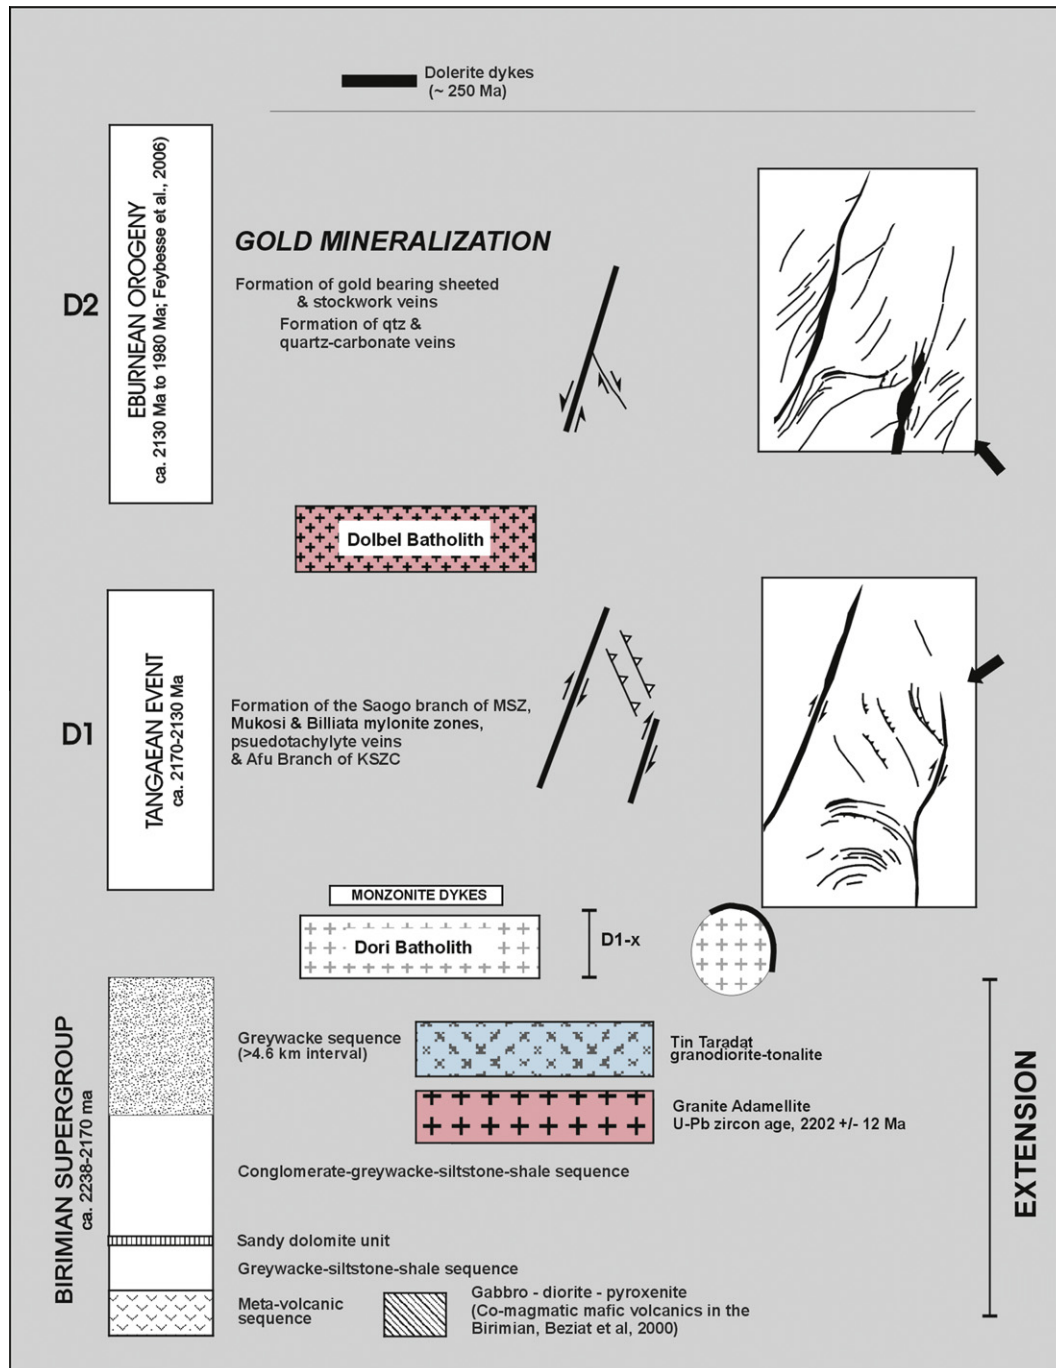 Dolerite dykes
(~ 250 Ma)
D2
EBURNEAN OROGENY
ca. 2130 Ma to 1980 Ma; Feybesse et al., 2006)
GOLD MINERALIZATION
Formation of gold bearing sheeted
& stockwork veins
Formation of qtz &
quartz-carbonate veins
Dolbel Batholith
D1
TANGAEAN EVENT
ca. 2170-2130 Ma
Formation of the Saogo branch of MSZ,
Mukosi & Billiata mylonite zones,
psuedotachylyte veins
& Afu Branch of KSZC
MONZONITE DYKES
Dori Batholith
D1-x
BIRIMIAN SUPERGROUP
ca. 2238-2170 ma
Greywacke sequence
(>4.6 km interval)
Tin Taradat
granodiorite-tonalite
Granite Adamellite
U-Pb zircon age, 2202 +/- 12 Ma
Conglomerate-greywacke-siltstone-shale sequence
Sandy dolomite unit
Greywacke-siltstone-shale sequence
Meta-volcanic
sequence
Gabbro - diorite - pyroxenite
(Co-magmatic mafic volcanics in the
Birimian, Beziat et al, 2000)
EXTENSION